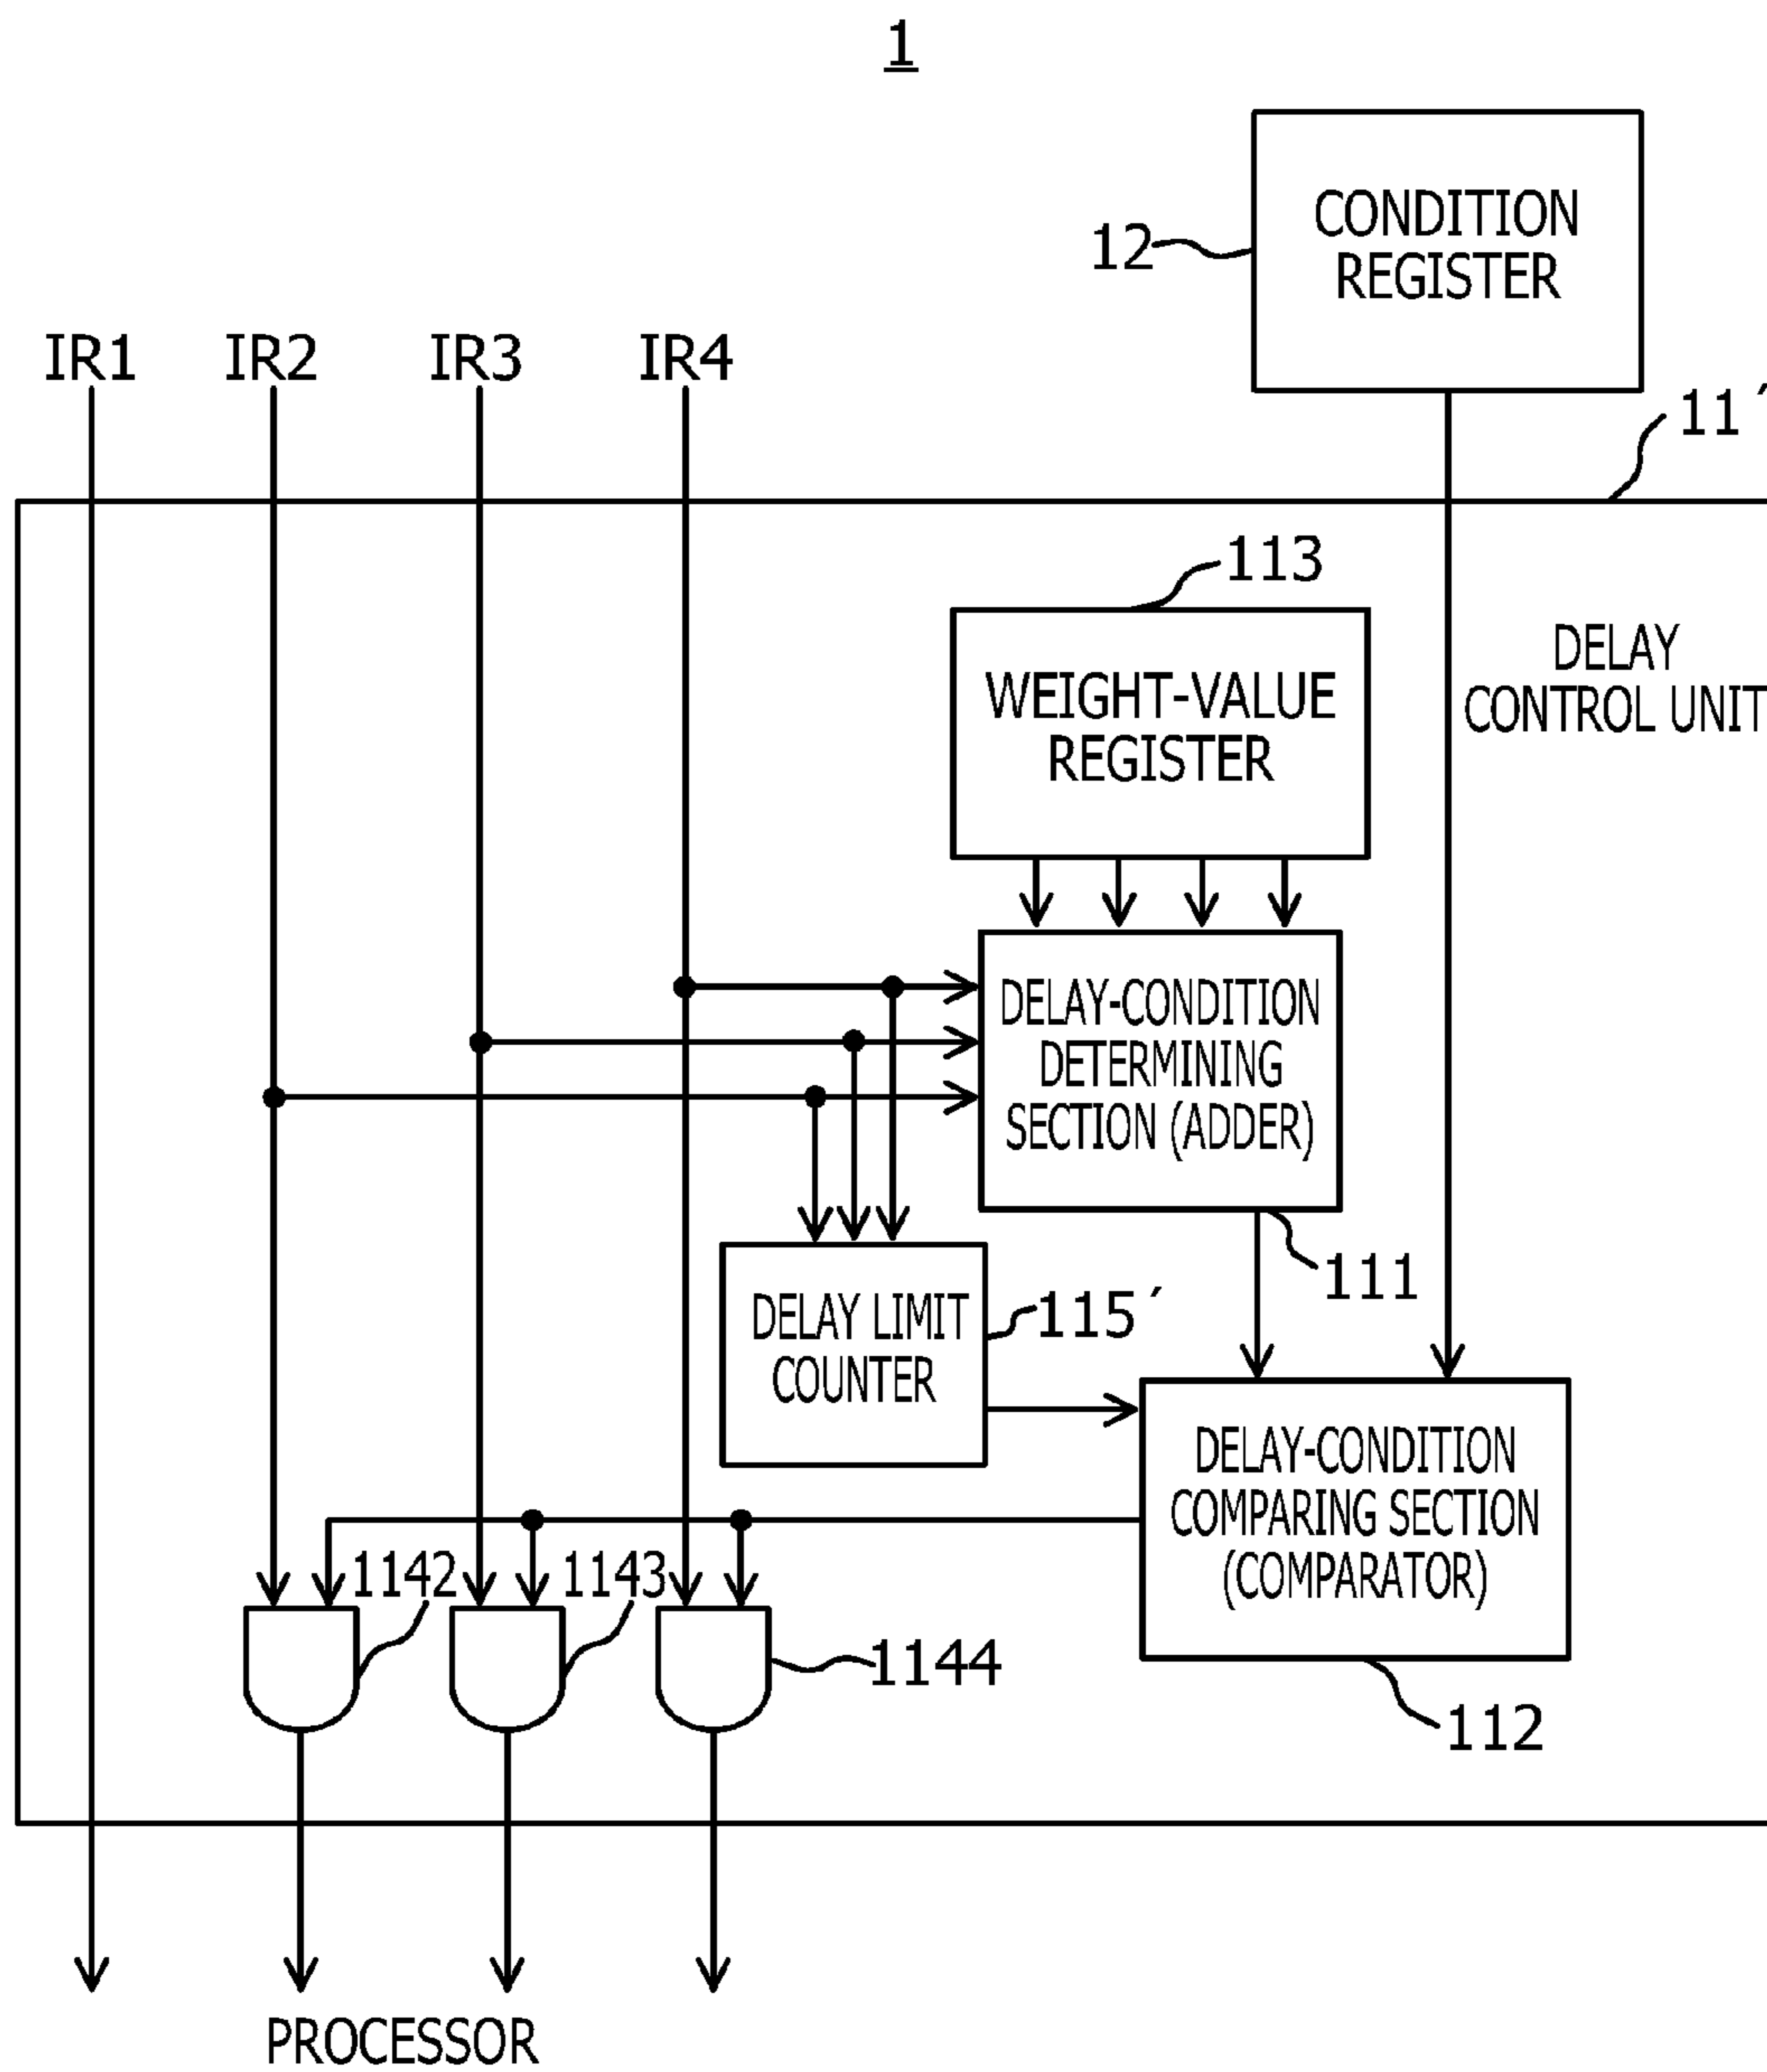 1
CONDITION
REGISTER
12
IR1 IR2 IR3 IR4
11´
113
WEIGHT-VALUE
REGISTER
DELAY
CONTROL UNIT
DELAY-CONDITION
DETERMINING
SECTION (ADDER)
111
DELAY LIMIT
COUNTER
115´
DELAY-CONDITION
COMPARING SECTION
(COMPARATOR)
1142 1143
1144
112
PROCESSOR